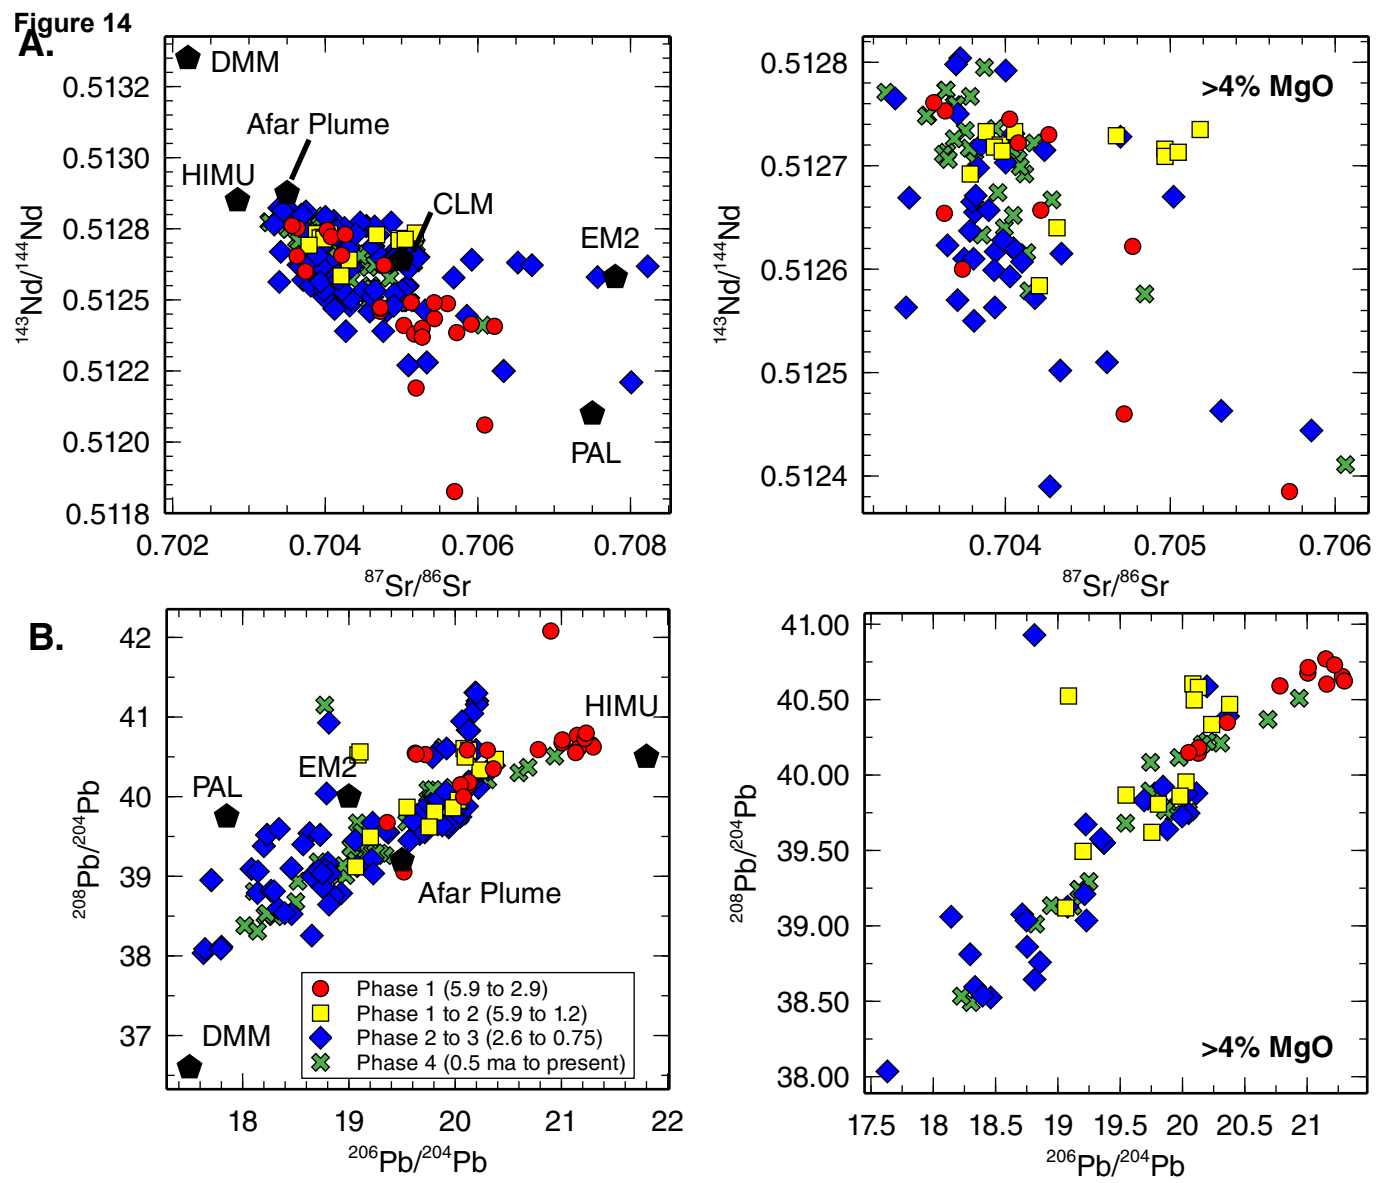 Figure 14
A.
DMM
Afar Plume
HIMU
CLM
EM2
PAL
0.5132
0.5130
0.5128
0.5125
0.5122
0.5120
0.5118
143Nd/144Nd
0.702
0.704
0.706
0.708
87Sr/86Sr
>4% MgO
0.5128
0.5127
0.5126
0.5125
0.5124
143Nd/144Nd
0.704
0.705
0.706
87Sr/86Sr
B.
HIMU
EM2
PAL
Afar Plume
DMM
42
41
40
39
38
37
208Pb/204Pb
Phase 1 (5.9 to 2.9)
Phase 1 to 2 (5.9 to 1.2)
Phase 2 to 3 (2.6 to 0.75)
Phase 4 (0.5 ma to present)
18
19
20
21
22
206Pb/204Pb
41.00
40.50
40.00
39.50
39.00
38.50
38.00
208Pb/204Pb
>4% MgO
17.5
18
18.5
19
19.5
20
20.5
21
206Pb/204Pb